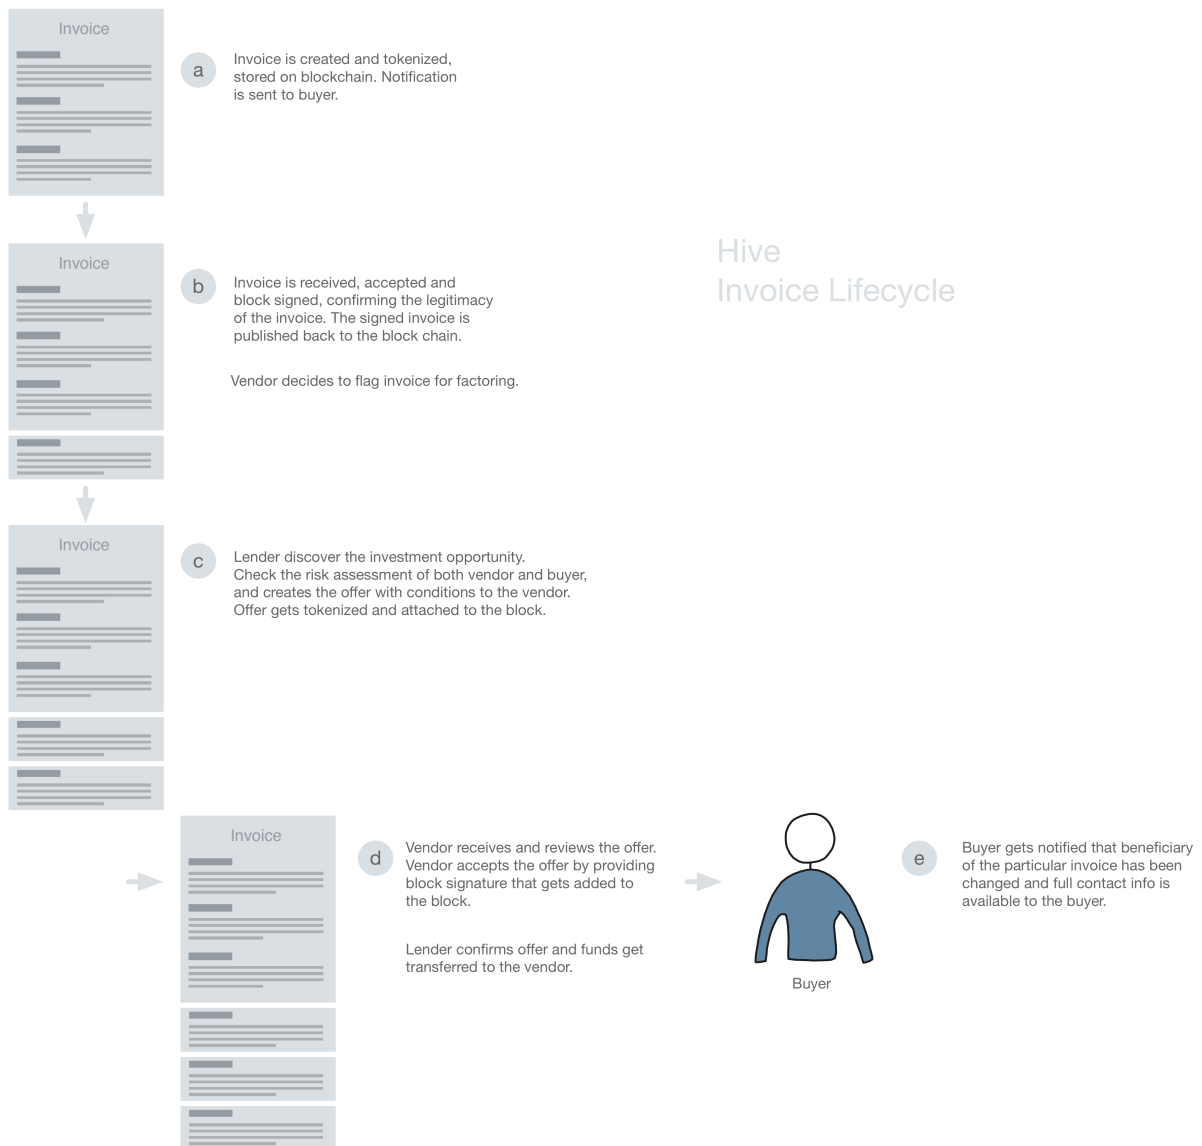 Invoice
a
Invoice is created and tokenized,
stored on blockchain. Notification
is sent to buyer.
Hive
Invoice Lifecycle
Invoice
b
Invoice is received, accepted and
block signed, confirming the legitimacy
of the invoice. The signed invoice is
published back to the block chain.
Vendor decides to flag invoice for factoring.
Invoice
c
Lender discover the investment opportunity.
Check the risk assessment of both vendor and buyer,
and creates the offer with conditions to the vendor.
Offer gets tokenized and attached to the block.
Invoice
d
Vendor receives and reviews the offer.
Vendor accepts the offer by providing
block signature that gets added to
the block.
Lender confirms offer and funds get
transferred to the vendor.
Buyer
e
Buyer gets notified that beneficiary
of the particular invoice has been
changed and full contact info is
available to the buyer.